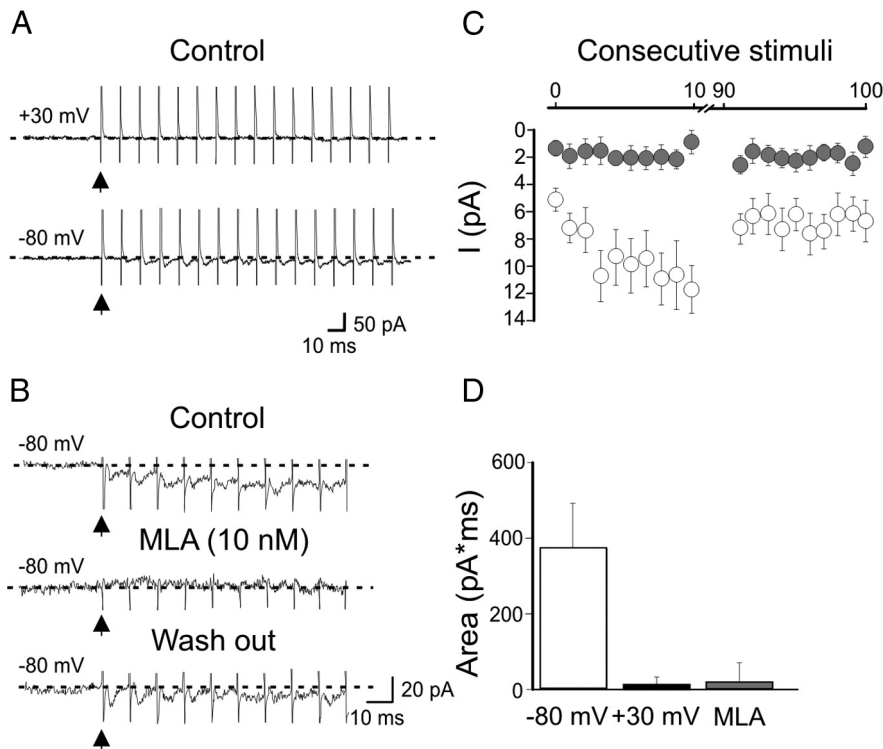 A
Control
+30 mV
-80 mV
50 pA
10 ms
B
Control
-80 mV
MLA (10 nM)
-80 mV
Wash out
-80 mV
20 pA
10 ms
C
Consecutive stimuli
0 10 90 100
I (pA)
0
2
4
6
8
10
12
14
D
Area (pA*ms)
600
400
200
0
-80 mV +30 mV MLA